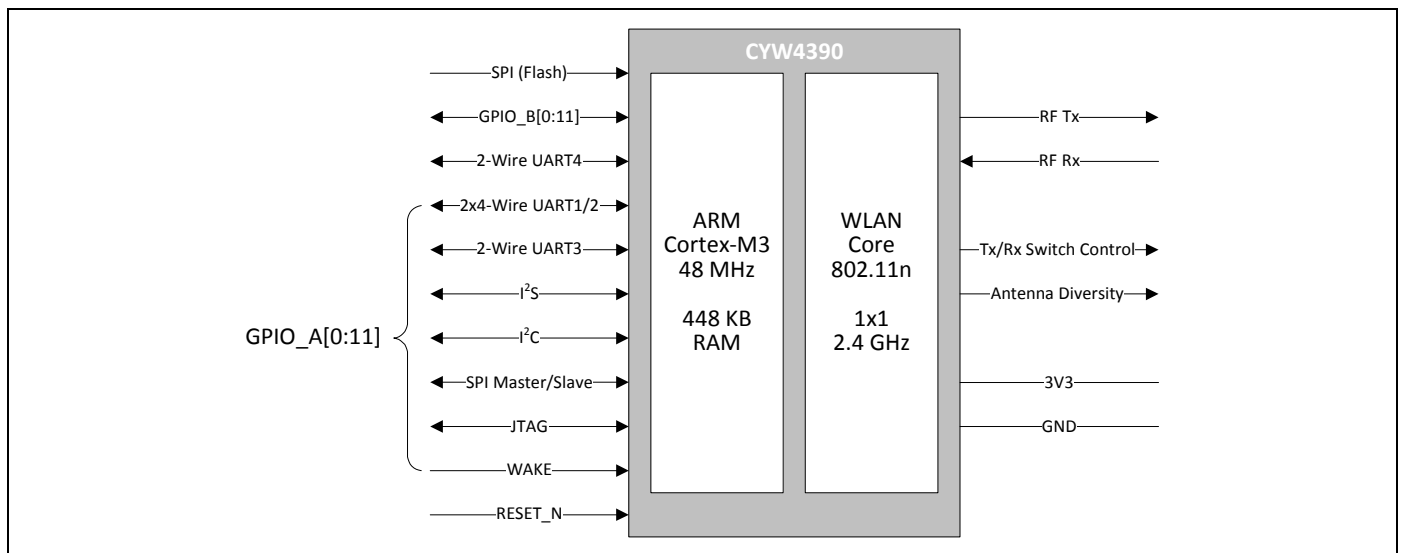 CYW4390
SPI (Flash)
GPIO_B[0:11]
2-Wire UART4
2x4-Wire UART1/2
2-Wire UART3
I²S
I²C
SPI Master/Slave
JTAG
WAKE
RESET_N
GPIO_A[0:11]
ARM
Cortex-M3
48 MHz
448 KB
RAM
WLAN
Core
802.11n
1x1
2.4 GHz
RF Tx
RF Rx
Tx/Rx Switch Control
Antenna Diversity
3V3
GND